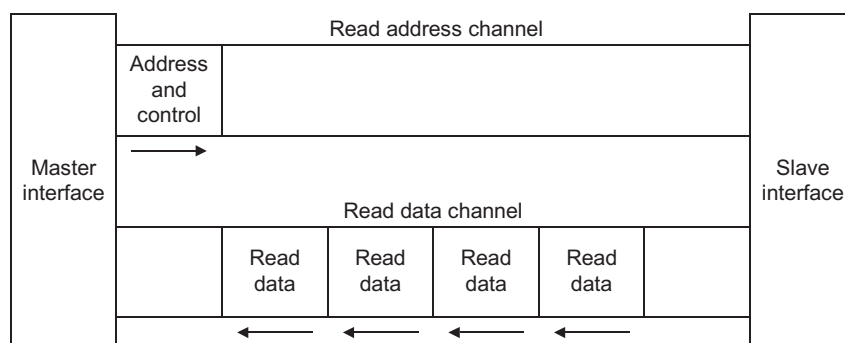 Read address channel
Address
and
control
Master
interface
Slave
interface
Read data channel
Read
data
Read
data
Read
data
Read
data